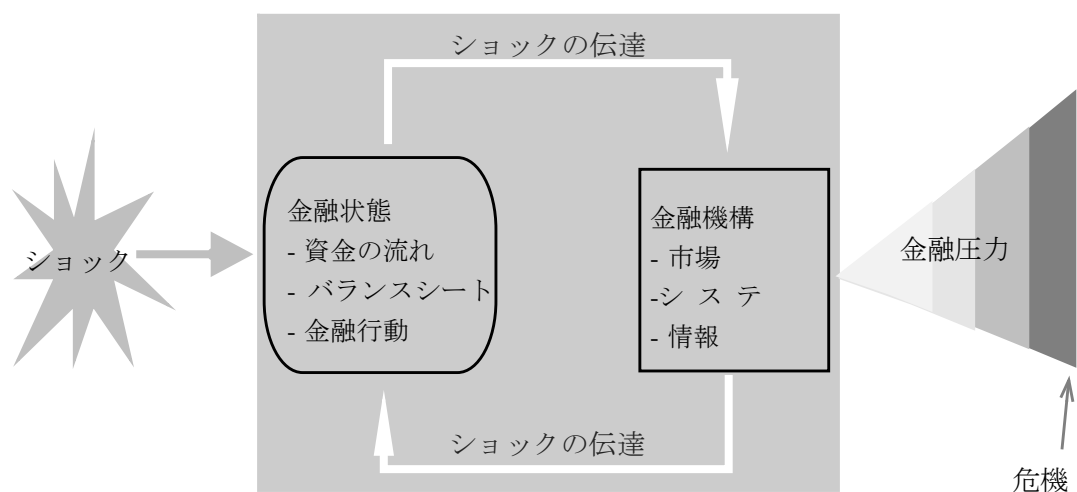 ショックの伝達
ショック
金融状態
- 資金の流れ
- バランスシート
- 金融行動
金融機構
- 市場
-シ ス テ
- 情報
金融圧力
ショックの伝達
危機